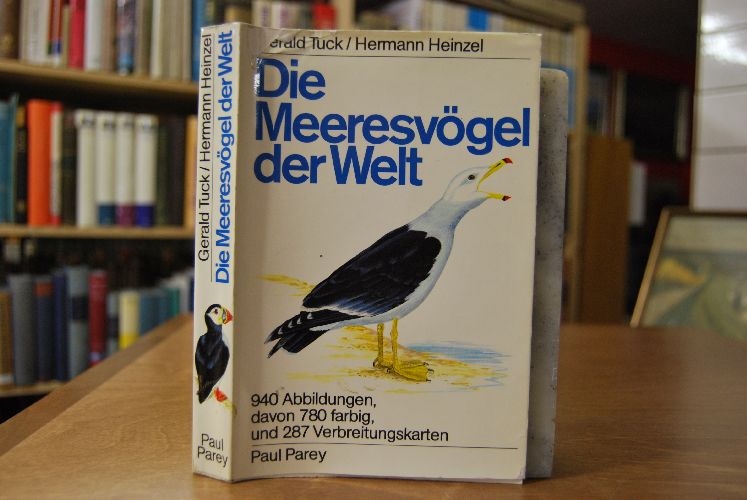 Gerald Tuck / Hermann Heinzel
Die Meeresvögel der Welt
Paul
Parey
Gerald Tuck / Hermann Heinzel
Die
Meeresvögel
der Welt
940 Abbildungen,
davon 780 farbig,
und 287 Verbreitungskarten
Paul Parey